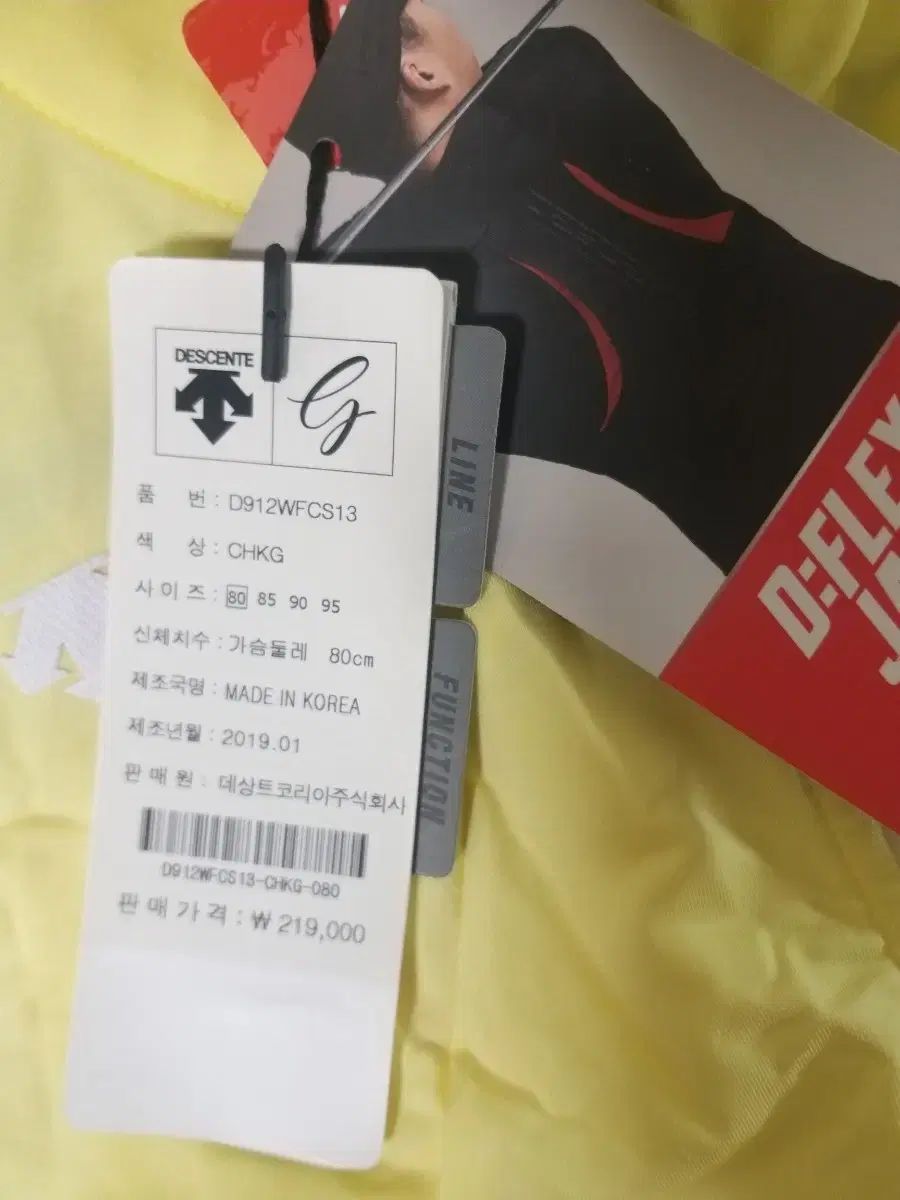 DESCENTE
G
품 번 : D912WFCS13
색 상 : CHKG
사 이 즈 : 80 85 90 95
신체치수 : 가슴둘레 80cm
제조국명 : MADE IN KOREA
제조년월 : 2019.01
판 매 원 : 데상트코리아주식회사
D912WFCS13-CHKG-080
판 매 가 격 : ₩ 219,000
LINE
FUNCTION
D:FLEX
JA